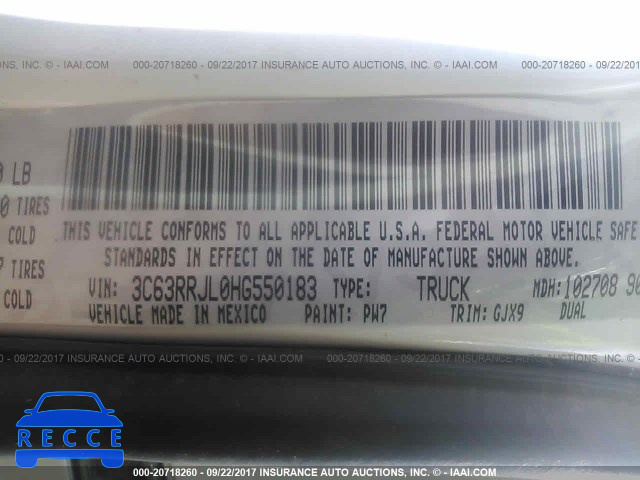 INC. - IAAI.COM 000-20718260 - 09/22/2017 INSURANCE AUTO AUCTIONS, INC. - IAAI.COM 000-20718260 - 09/22/2017
LB
TIRES
COLD
THIS VEHICLE CONFORMS TO ALL APPLICABLE U.S.A. FEDERAL MOTOR VEHICLE SAFE
STANDARDS IN EFFECT ON THE DATE OF MANUFACTURE SHOWN ABOVE.
TIRES
VIN: 3C63RRJL0HG550183 TYPE: TRUCK MDH: 102708
COLD
VEHICLE MADE IN MEXICO PAINT: PW7 TRIM: GJX9 DUAL
- 09/22/2017 INSURANCE AUTO AUCTIONS, INC. - IAAI.COM 000-20718260 - 09/22/2017 INSURANCE AUTO AUCTIONS, INC. - IAAI.COM
RECCE
000-20718260 - 09/22/2017 INSURANCE AUTO AUCTIONS, INC. - IAAI.COM